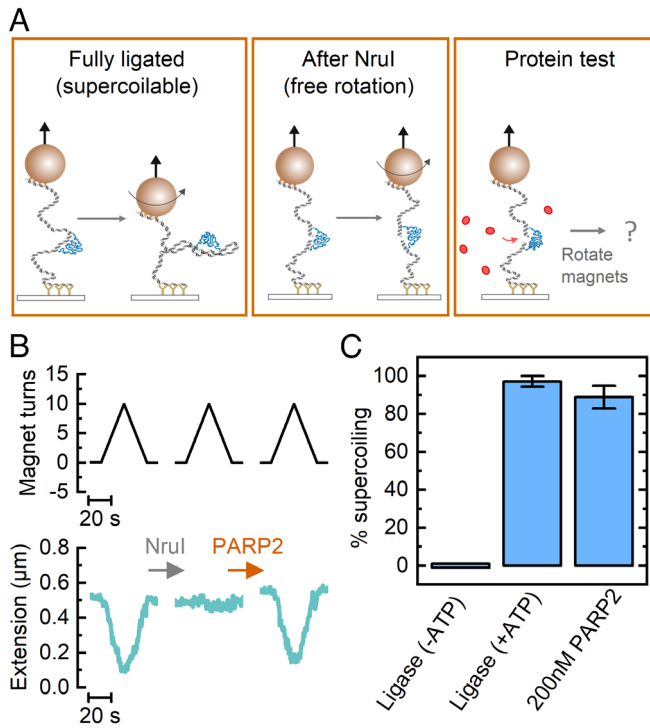 A
Fully ligated
(supercoilable)
After NruI
(free rotation)
Protein test
Rotate
magnets
?
B
Magnet turns
15
10
5
0
-5
20 s
NruI
PARP2
Extension (µm)
0.8
0.6
0.4
0.2
0.0
20 s
C
% supercoiling
100
80
60
40
20
0
Ligase (-ATP)
Ligase (+ATP)
200nM PARP2